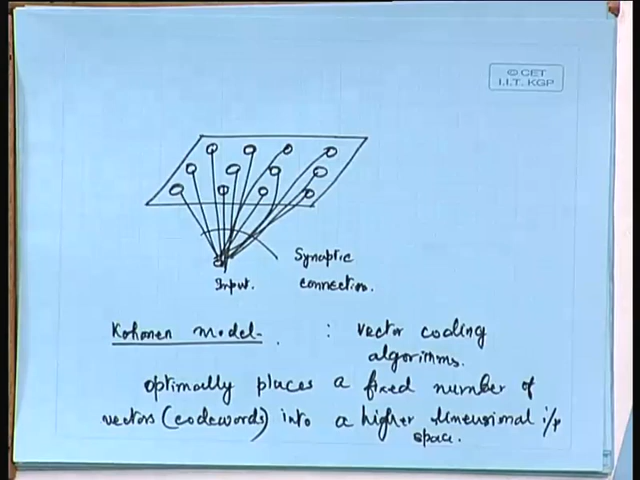 © CET
I.I.T. KGP
Synaptic
Input.
connection.
Kohonen model- : vector coding
algorithms.
optimally places a fixed number of
vectors (codewords) into a higher dimensional i/p
space.